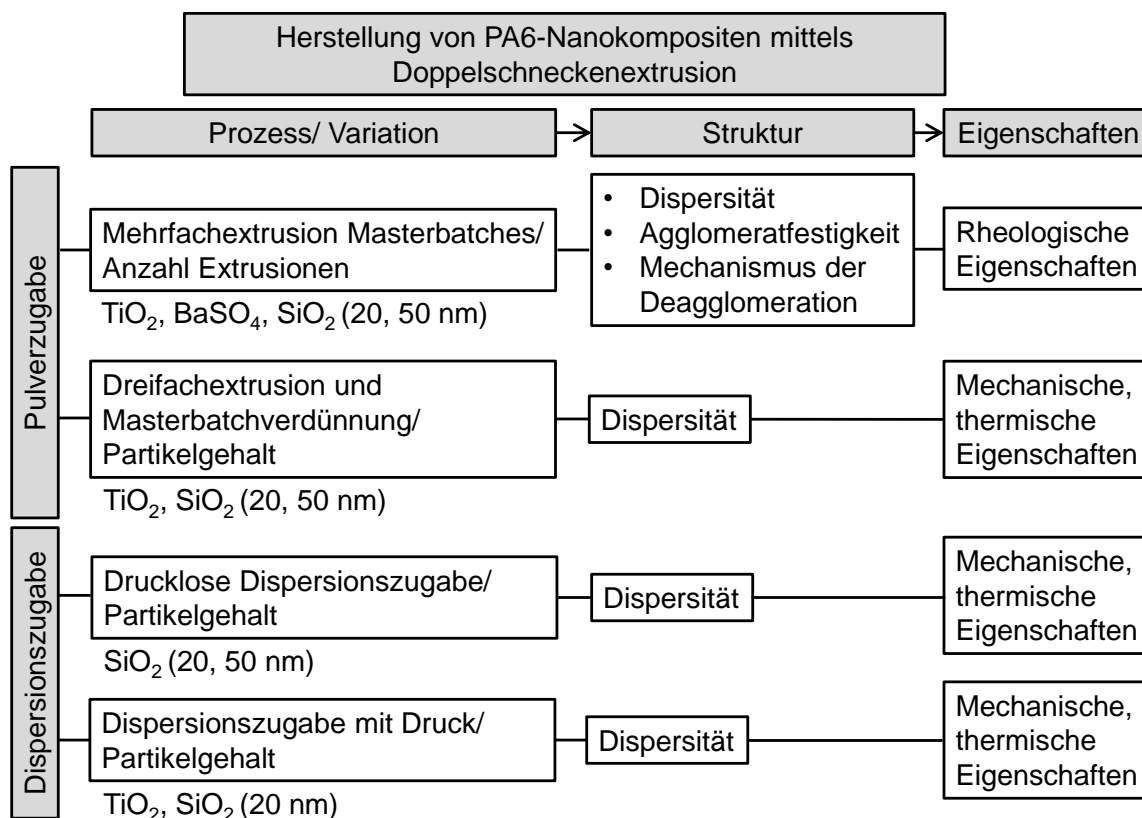 Herstellung von PA6-Nanokompositen mittels
Doppelschneckenextrusion
Prozess/ Variation
Struktur
Eigenschaften
Pulverzugabe
Mehrfachextrusion Masterbatches/
Anzahl Extrusionen
TiO₂, BaSO₄, SiO₂ (20, 50 nm)
• Dispersität
• Agglomeratfestigkeit
• Mechanismus der
Deagglomeration
Rheologische
Eigenschaften
Dreifachextrusion und
Masterbatchverdünnung/
Partikelgehalt
TiO₂, SiO₂ (20, 50 nm)
Dispersität
Mechanische,
thermische
Eigenschaften
Dispersionszugabe
Drucklose Dispersionszugabe/
Partikelgehalt
SiO₂ (20, 50 nm)
Dispersität
Mechanische,
thermische
Eigenschaften
Dispersionszugabe mit Druck/
Partikelgehalt
TiO₂, SiO₂ (20 nm)
Dispersität
Mechanische,
thermische
Eigenschaften